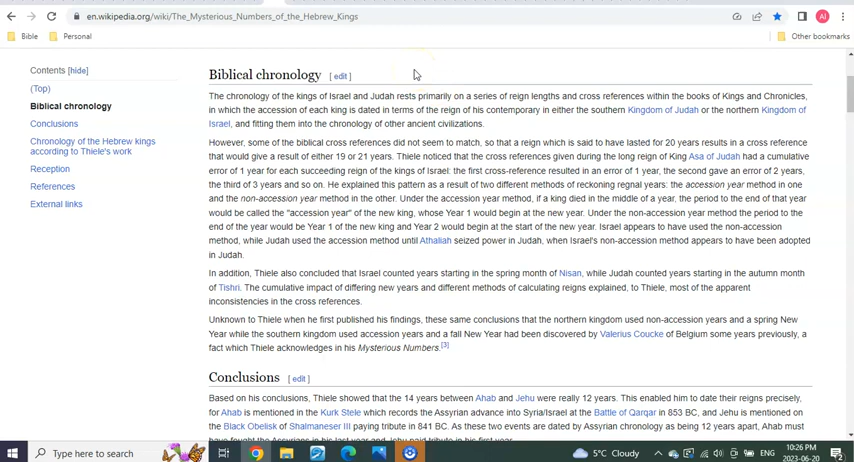 en.wikipedia.org/wiki/The_Mysterious_Numbers_of_the_Hebrew_Kings
AI
Bible
Personal
Other bookmarks
Contents [hide]
(Top)
Biblical chronology
Conclusions
Chronology of the Hebrew kings
according to Thiele's work
Reception
References
External links
Biblical chronology [ edit ]
The chronology of the kings of Israel and Judah rests primarily on a series of reign lengths and cross references within the books of Kings and Chronicles,
in which the accession of each king is dated in terms of the reign of his contemporary in either the southern Kingdom of Judah or the northern Kingdom of
Israel, and fitting them into the chronology of other ancient civilizations.
However, some of the biblical cross references did not seem to match, so that a reign which is said to have lasted for 20 years results in a cross reference
that would give a result of either 19 or 21 years. Thiele noticed that the cross references given during the long reign of King Asa of Judah had a cumulative
error of 1 year for each succeeding reign of the kings of Israel: the first cross-reference resulted in an error of 1 year, the second gave an error of 2 years,
the third of 3 years and so on. He explained this pattern as a result of two different methods of reckoning regnal years: the accession year method in one
and the non-accession year method in the other. Under the accession year method, if a king died in the middle of a year, the period to the end of that year
would be called the "accession year" of the new king, whose Year 1 would begin at the new year. Under the non-accession year method the period to the
end of the year would be Year 1 of the new king and Year 2 would begin at the start of the new year. Israel appears to have used the non-accession
method, while Judah used the accession method until Athaliah seized power in Judah, when Israel's non-accession method appears to have been adopted
in Judah.
In addition, Thiele also concluded that Israel counted years starting in the spring month of Nisan, while Judah counted years starting in the autumn month
of Tishri. The cumulative impact of differing new years and different methods of calculating reigns explained, to Thiele, most of the apparent
inconsistencies in the cross references.
Unknown to Thiele when he first published his findings, these same conclusions that the northern kingdom used non-accession years and a spring New
Year while the southern kingdom used accession years and a fall New Year had been discovered by Valerius Coucke of Belgium some years previously, a
fact which Thiele acknowledges in his Mysterious Numbers.[3]
Conclusions [ edit ]
Based on his conclusions, Thiele showed that the 14 years between Ahab and Jehu were really 12 years. This enabled him to date their reigns precisely,
for Ahab is mentioned in the Kurk Stele which records the Assyrian advance into Syria/Israel at the Battle of Qarqar in 853 BC, and Jehu is mentioned on
the Black Obelisk of Shalmaneser III paying tribute in 841 BC. As these two events are dated by Assyrian chronology as being 12 years apart, Ahab must
have fought the Assyrians in his last year and Jehu paid tribute in his first year.
Type here to search
5°C Cloudy
ENG
10:26 PM
2023-06-20
2